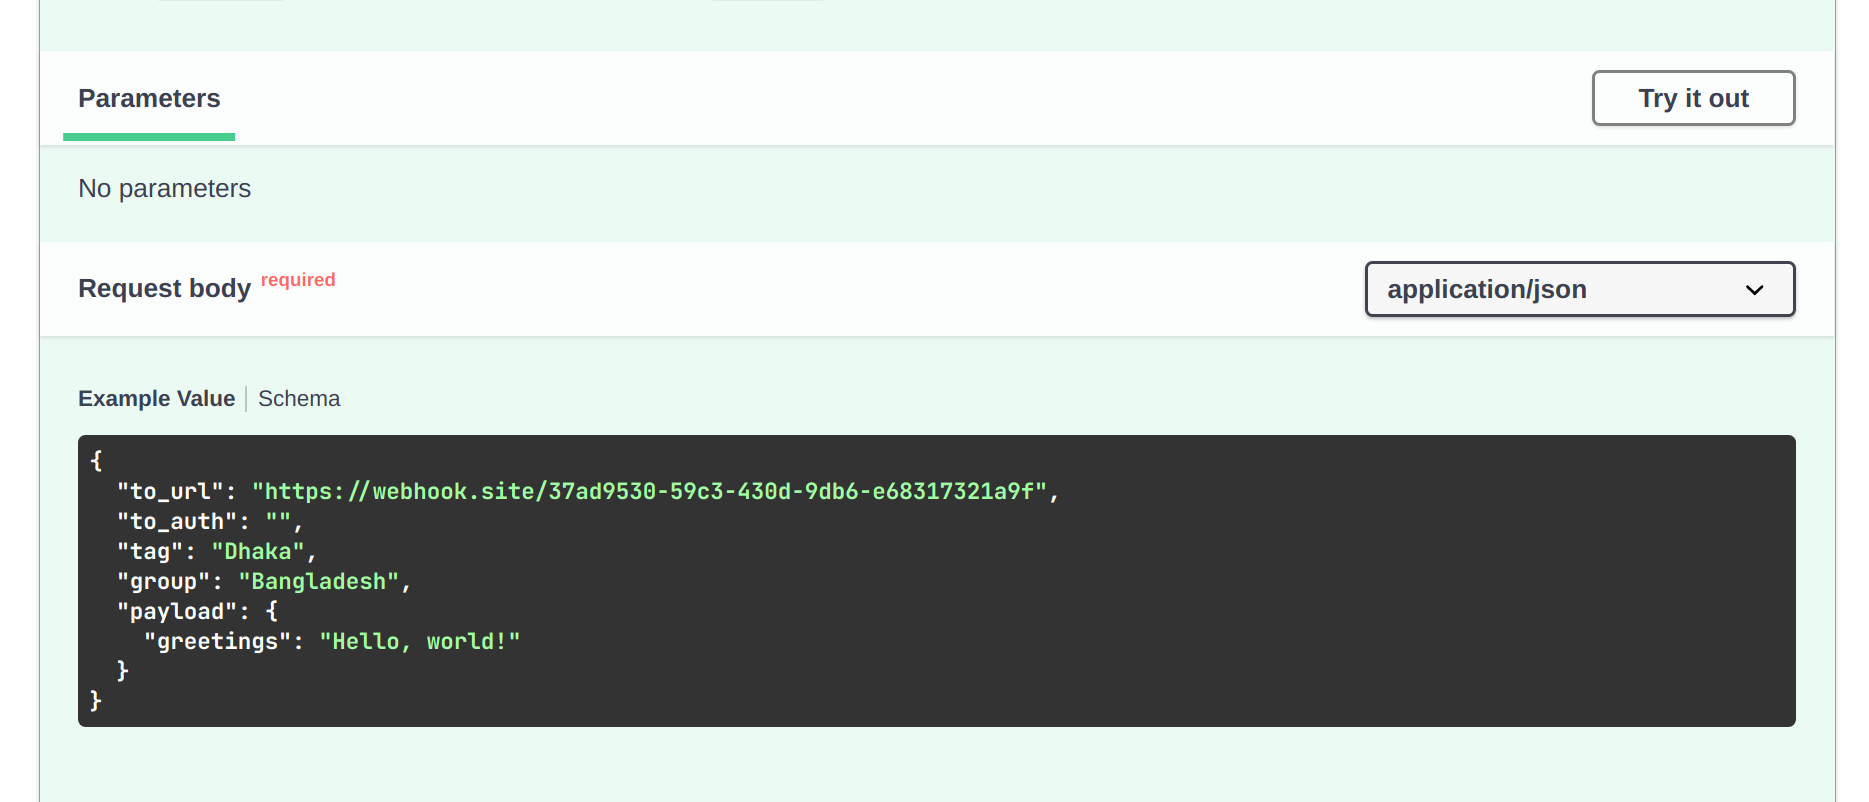 Parameters
Try it out
No parameters
Request body required
application/json
Example Value
Schema
{
  "to_url": "https://webhook.site/37ad9530-59c3-430d-9db6-e68317321a9f",
  "to_auth": "",
  "tag": "Dhaka",
  "group": "Bangladesh",
  "payload": {
    "greetings": "Hello, world!"
  }
}